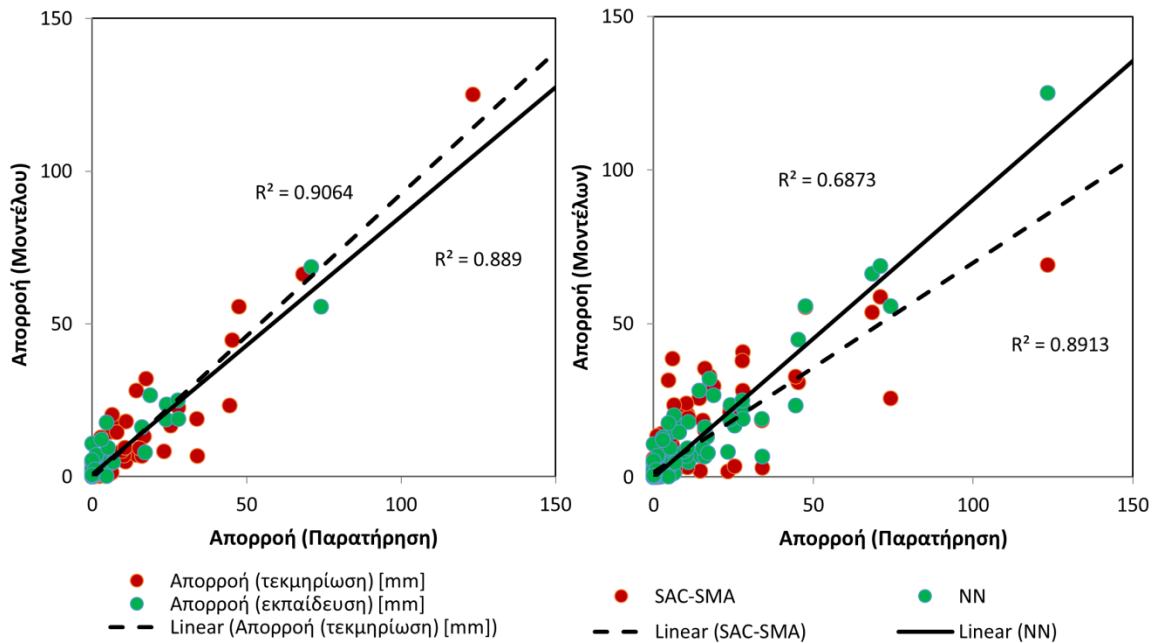 150
100
50
0
0
50
100
150
Απορροή (Μοντέλου)
Απορροή (Παρατήρηση)
R² = 0.9064
R² = 0.889
Απορροή (τεκμηρίωση) [mm]
Απορροή (εκπαίδευση) [mm]
Linear (Απορροή (τεκμηρίωση) [mm])
150
100
50
0
0
50
100
150
Απορροή (Μοντέλων)
Απορροή (Παρατήρηση)
R² = 0.6873
R² = 0.8913
SAC-SMA
NN
Linear (SAC-SMA)
Linear (NN)